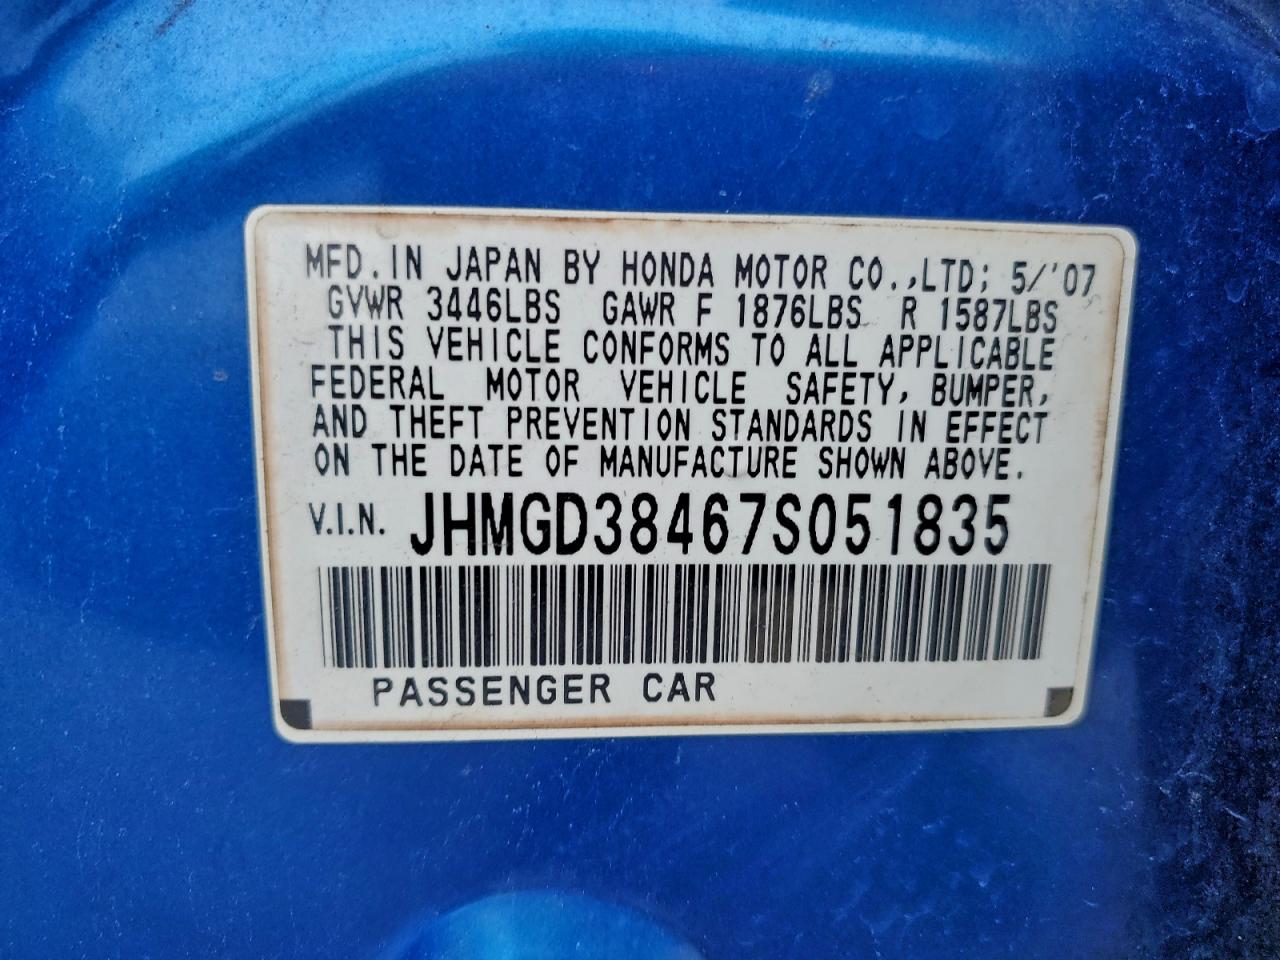 MFD. IN JAPAN BY HONDA MOTOR CO.,LTD; 5/'07
GVWR 3446LBS GAWR F 1876LBS R 1587LBS
THIS VEHICLE CONFORMS TO ALL APPLICABLE
FEDERAL MOTOR VEHICLE SAFETY, BUMPER,
AND THEFT PREVENTION STANDARDS IN EFFECT
ON THE DATE OF MANUFACTURE SHOWN ABOVE.
V.I.N. JHMGD38467S051835
PASSENGER CAR